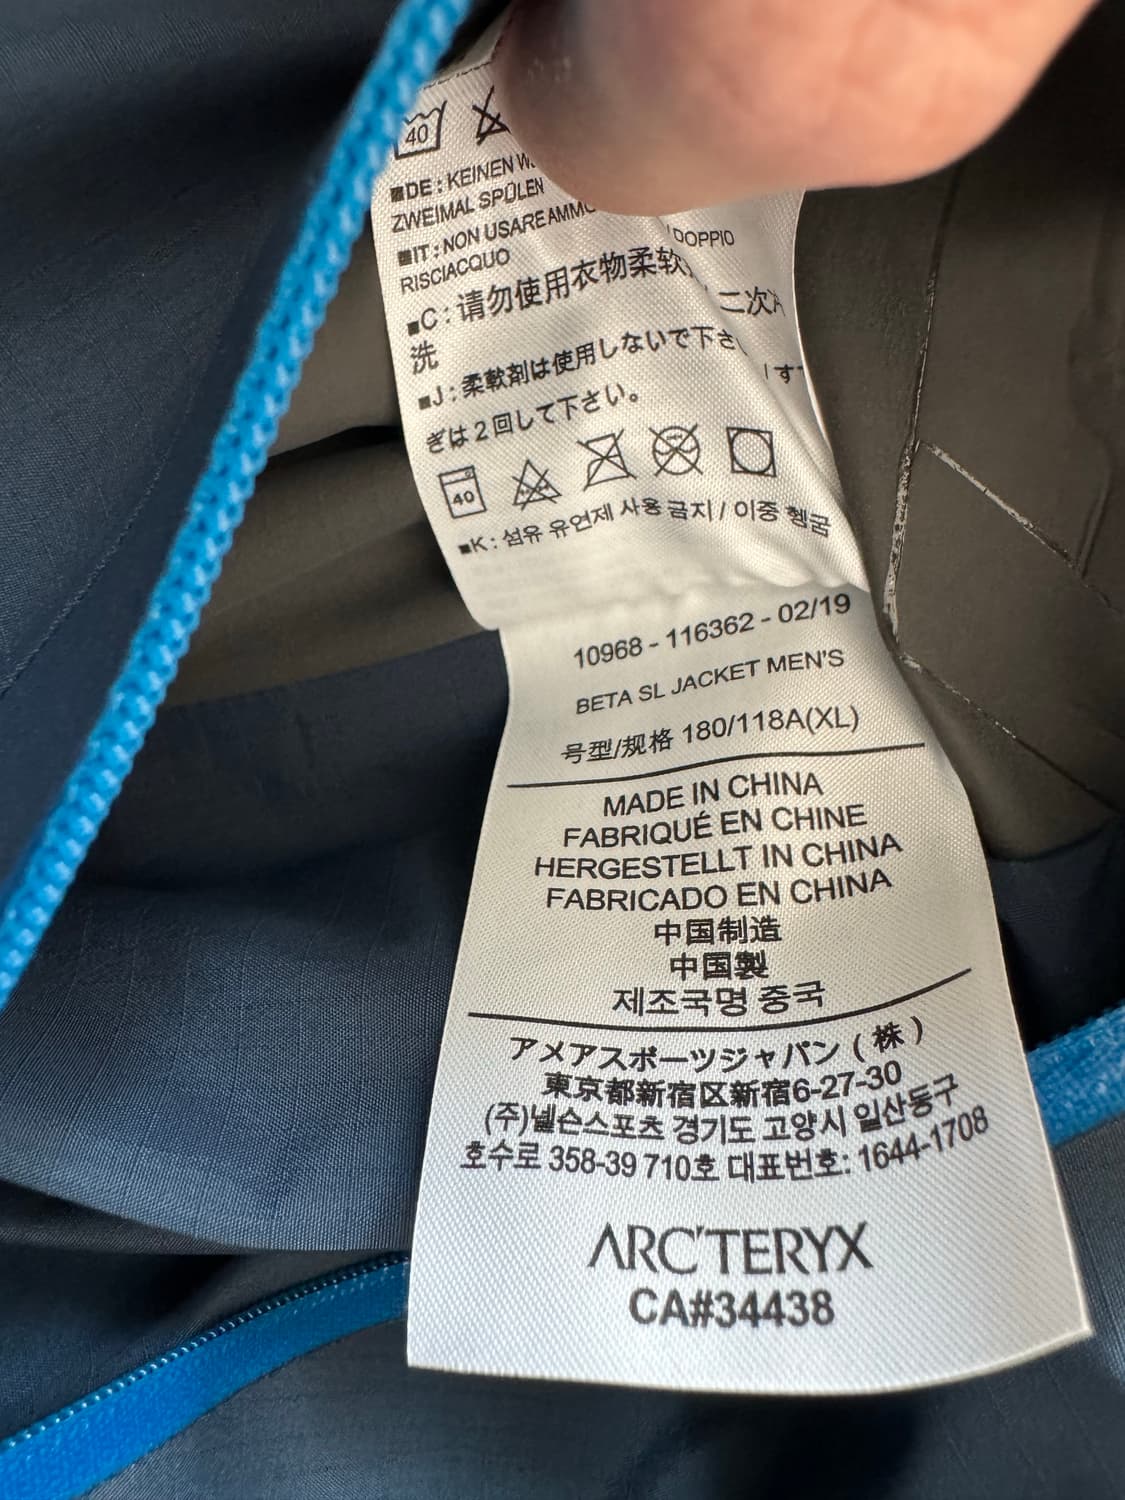 40
■DE : KEINEN
ZWEIMAL SPÜLEN
■IT : NON USARE DOPPIO
RISCIACQUO
■C : 请勿使用衣物柔软 二次
洗
■J : 柔軟剤は使用しないで下さ す
ぎは2回して下さい。
40
■K : 섬유 유연제 사용 금지 / 이중 헹굼
10968 - 116362 - 02/19
BETA SL JACKET MEN'S
号型/规格 180/118A(XL)
MADE IN CHINA
FABRIQUÉ EN CHINE
HERGESTELLT IN CHINA
FABRICADO EN CHINA
中国制造
中国製
제조국명 중국
アメアスポーツジャパン ( 株 )
東京都新宿区新宿6-27-30
(주)넬슨스포츠 경기도 고양시 일산동구
호수로 358-39 710호 대표번호: 1644-1708
ARC'TERYX
CA#34438